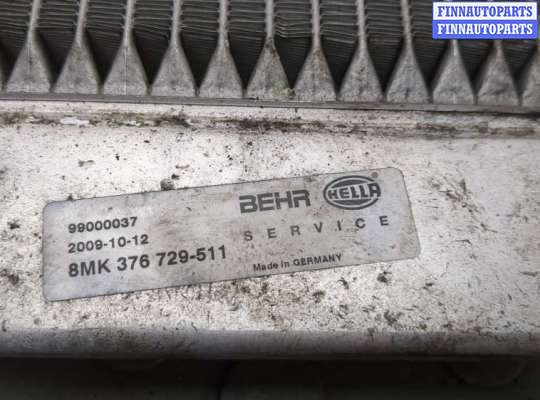 FINNAUTOPARTS
FINNAUTOPARTS
99000037
2009-10-12
8MK 376 729-511
BEHR HELLA
SERVICE
Made in GERMANY